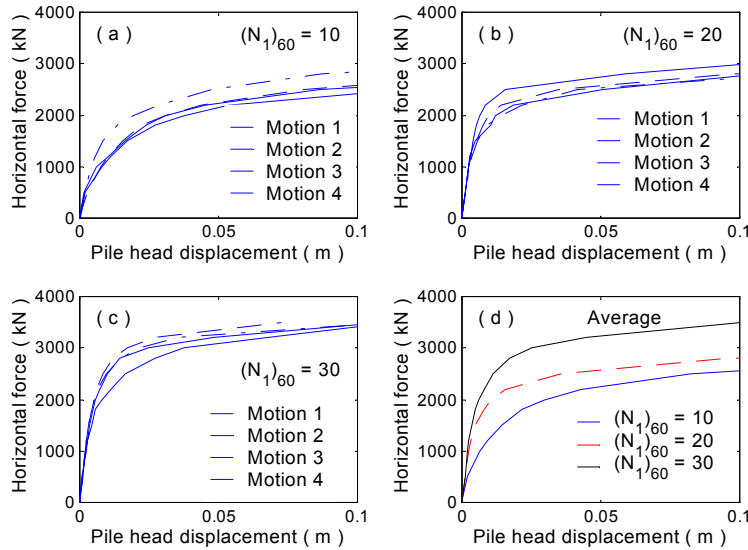 4000
3000
2000
1000
0
Horizontal force ( kN )
( a )
(N1)60 = 10
Motion 1
Motion 2
Motion 3
Motion 4
0
0.05
0.1
Pile head displacement ( m )
4000
3000
2000
1000
0
Horizontal force ( kN )
( b )
(N1)60 = 20
Motion 1
Motion 2
Motion 3
Motion 4
0
0.05
0.1
Pile head displacement ( m )
4000
3000
2000
1000
0
Horizontal force ( kN )
( c )
(N1)60 = 30
Motion 1
Motion 2
Motion 3
Motion 4
0
0.05
0.1
Pile head displacement ( m )
4000
3000
2000
1000
0
Horizontal force ( kN )
( d )
Average
(N1)60 = 10
(N1)60 = 20
(N1)60 = 30
0
0.05
0.1
Pile head displacement ( m )